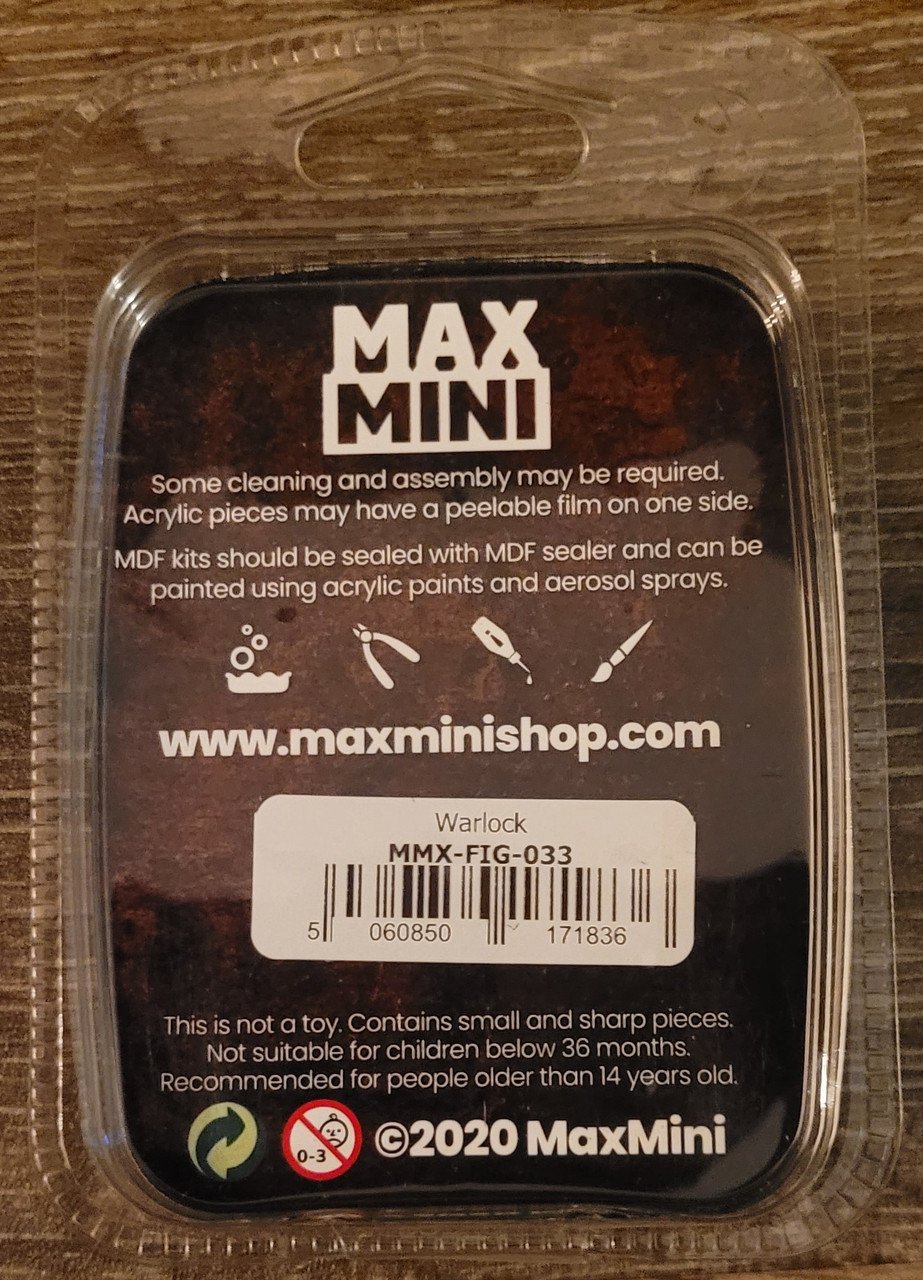 MAX
MINI
Some cleaning and assembly may be required.
Acrylic pieces may have a peelable film on one side.
MDF kits should be sealed with MDF sealer and can be
painted using acrylic paints and aerosol sprays.
www.maxminishop.com
Warlock
MMX-FIG-033
5 060850 171836
This is not a toy. Contains small and sharp pieces.
Not suitable for children below 36 months.
Recommended for people older than 14 years old.
0-3 ©2020 MaxMini